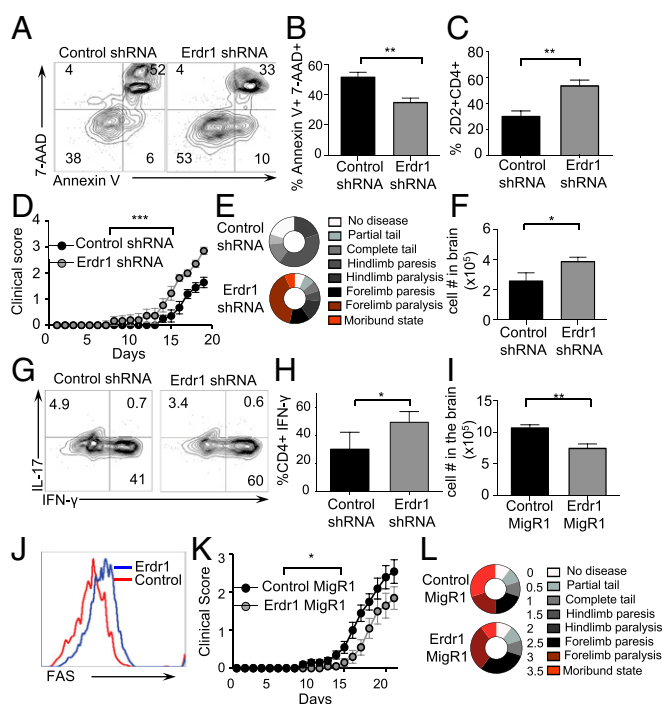 A
Control shRNA
Erdr1 shRNA
4
52
4
33
38
6
53
10
7-AAD
Annexin V
B
% Annexin V+ 7-AAD+
60
40
20
0
**
Control
shRNA
Erdr1
shRNA
C
% 2D2+CD4+
80
60
40
20
0
**
Control
shRNA
Erdr1
shRNA
D
Clinical score
4
3
2
1
0
***
Control shRNA
Erdr1 shRNA
0
5
10
15
20
Days
E
Control
shRNA
Erdr1
shRNA
No disease
Partial tail
Complete tail
Hindlimb paresis
Hindlimb paralysis
Forelimb paresis
Forelimb paralysis
Moribund state
F
cell # in brain
(x10⁵)
6
4
2
0
*
Control
shRNA
Erdr1
shRNA
G
Control shRNA
Erdr1 shRNA
4.9
0.7
3.4
0.6
41
60
IL-17
IFN-γ
H
%CD4+ IFN-γ
60
40
20
0
*
Control
shRNA
Erdr1
shRNA
I
cell # in the brain
(x10⁵)
15
10
5
0
**
Control
MigR1
Erdr1
MigR1
J
Erdr1
Control
FAS
K
Clinical Score
3
2
1
0
*
Control MigR1
Erdr1 MigR1
0
5
10
15
20
Days
L
Control
MigR1
Erdr1
MigR1
0
0.5
1
1.5
2
2.5
3
3.5
No disease
Partial tail
Complete tail
Hindlimb paresis
Hindlimb paralysis
Forelimb paresis
Forelimb paralysis
Moribund state